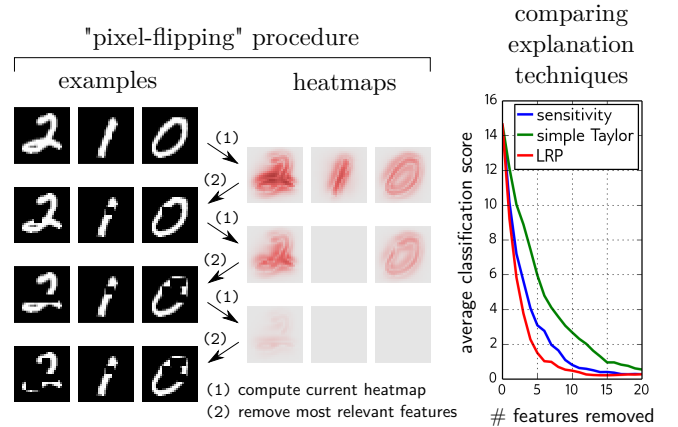 "pixel-flipping" procedure
examples
heatmaps
(1)
(2)
(1)
(2)
(1)
(2)
(1) compute current heatmap
(2) remove most relevant features
comparing
explanation
techniques
sensitivity
simple Taylor
LRP
average classification score
16
14
12
10
8
6
4
2
0
0 5 10 15 20
# features removed